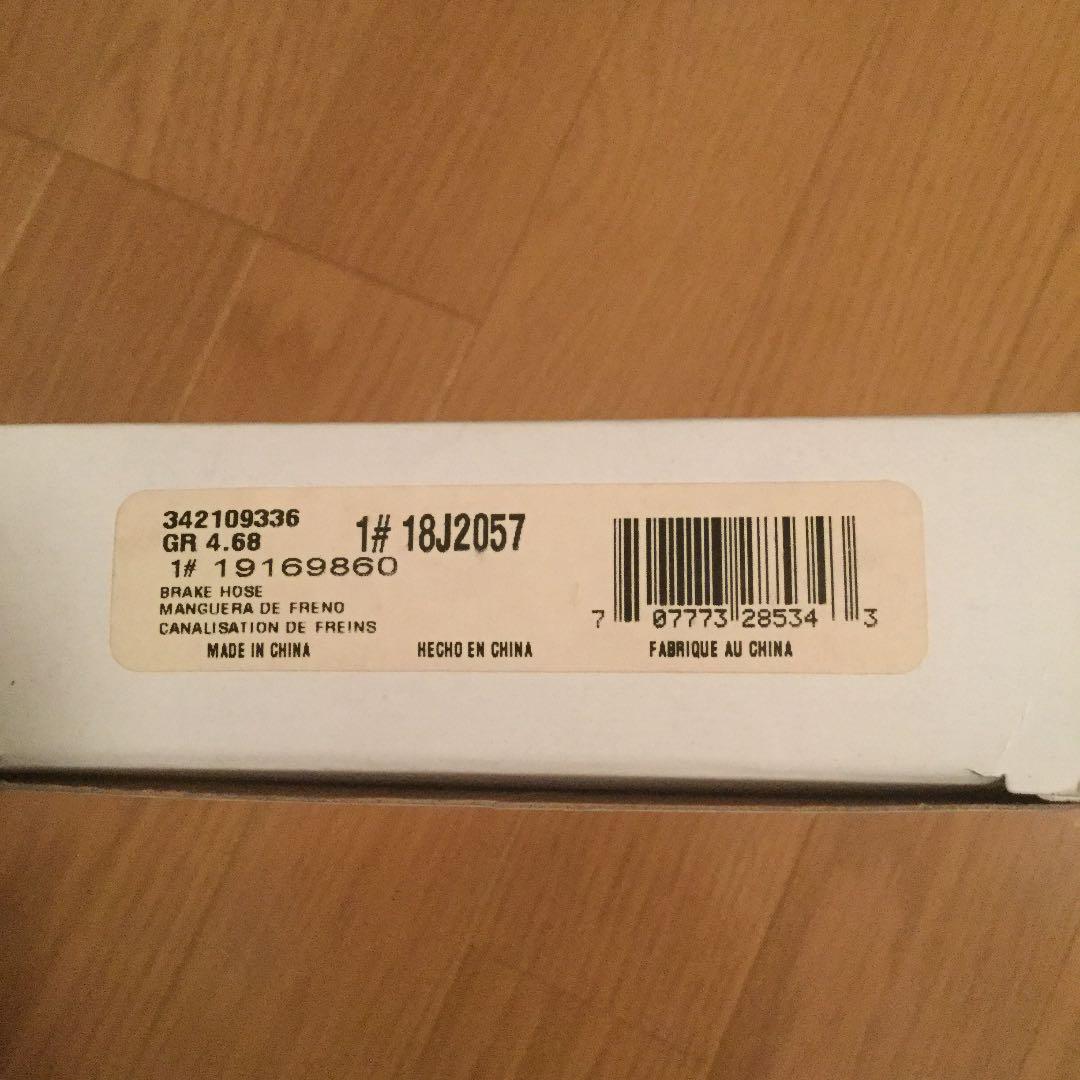 342109336
GR 4.68
1# 18J2057
1# 19169860
BRAKE HOSE
MANGUERA DE FRENO
CANALISATION DE FREINS
MADE IN CHINA HECHO EN CHINA FABRIQUE AU CHINA
7 07773 28534 3